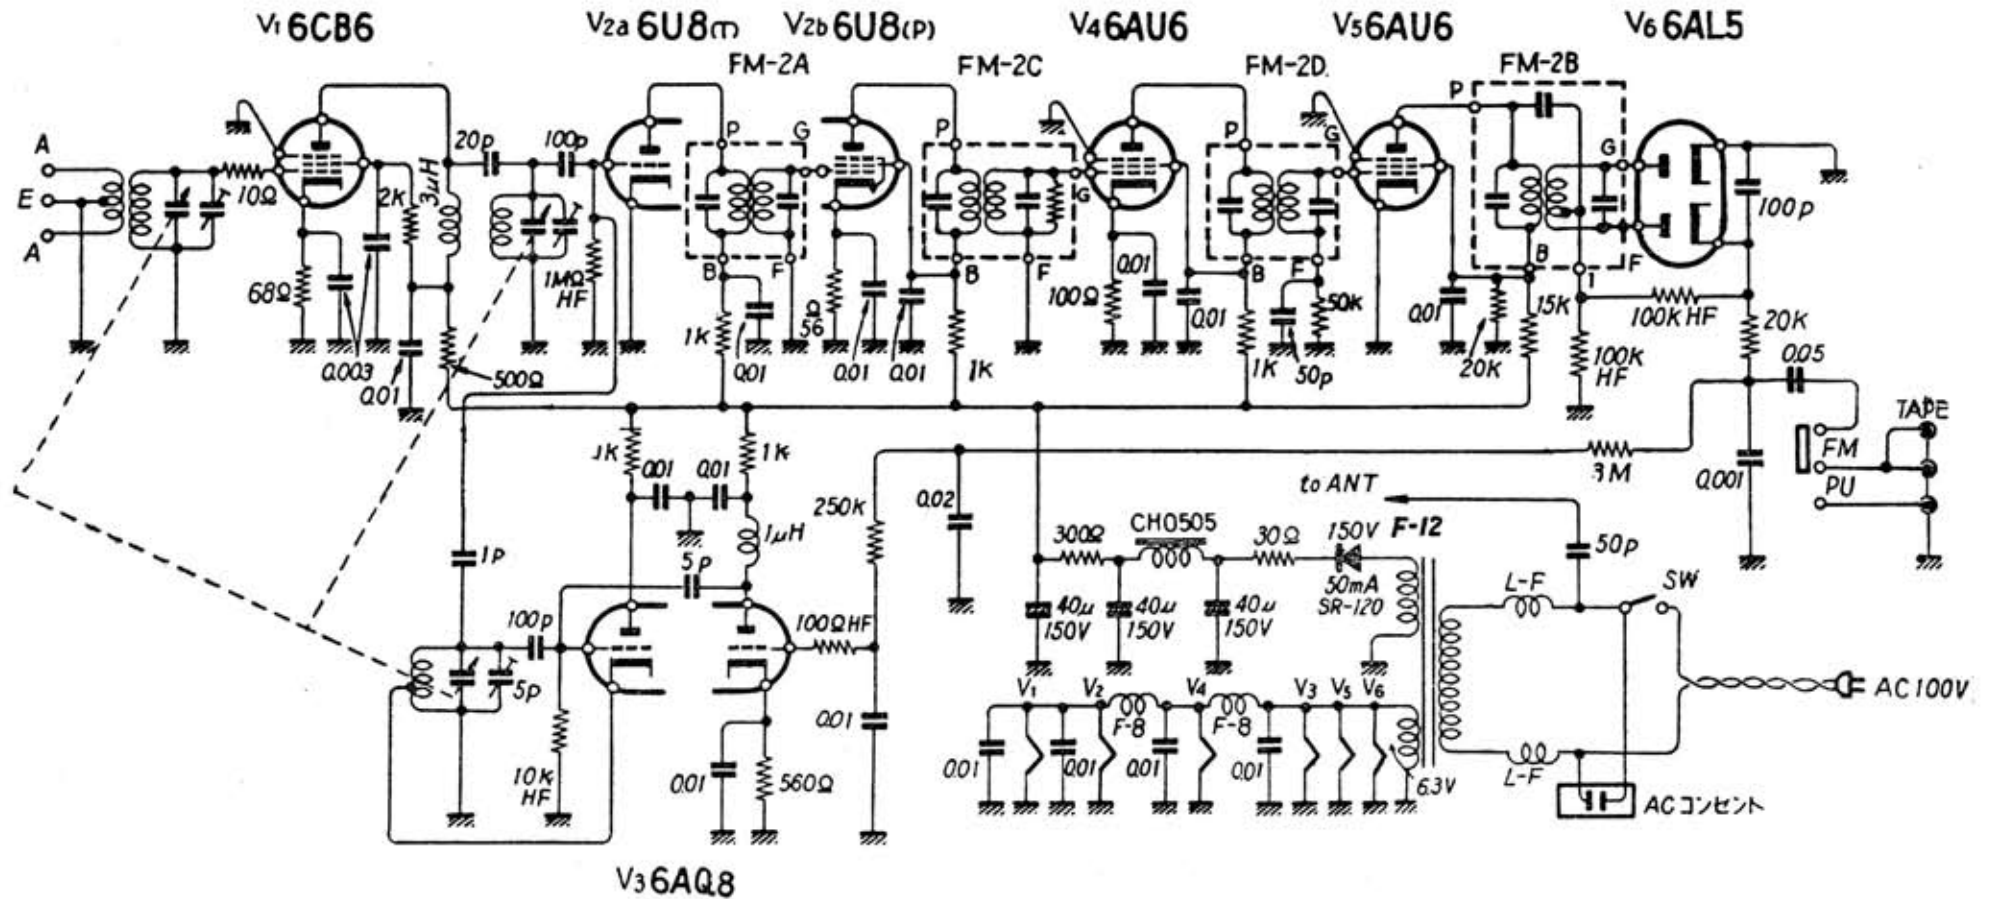 V1 6CB6
V2a 6U8(T)
V2b 6U8(P)
V4 6AU6
V5 6AU6
V6 6AL5
FM-2A
FM-2C
FM-2D.
FM-2B
A
E
A
10Ω
68Ω
0.003
2K
0.01
3μH
500Ω
20p
100p
1MΩ
HF
P
G
B
F
1K
0.01
Ω
56
0.01
0.01
P
G
B
F
1K
100Ω
0.01
0.01
P
G
B
F
1K
50p
50K
0.01
20K
15K
P
G
B
F
1
100K HF
100K
HF
100p
20K
0.05
0.001
FM
PU
TAPE
3M
1K
0.01
0.01
1K
1μH
5p
250K
0.02
1p
100p
5p
10K
HF
100ΩHF
0.01
560Ω
0.01
V3 6AQ8
to ANT
F-12
300Ω
CH0505
30Ω
150V
50mA
SR-120
40μ
150V
40μ
150V
40μ
150V
50p
L-F
SW
L-F
AC100V
ACコンセント
V1
V2
V4
V3
V5
V6
F-8
F-8
0.01
0.01
0.01
0.01
6.3V